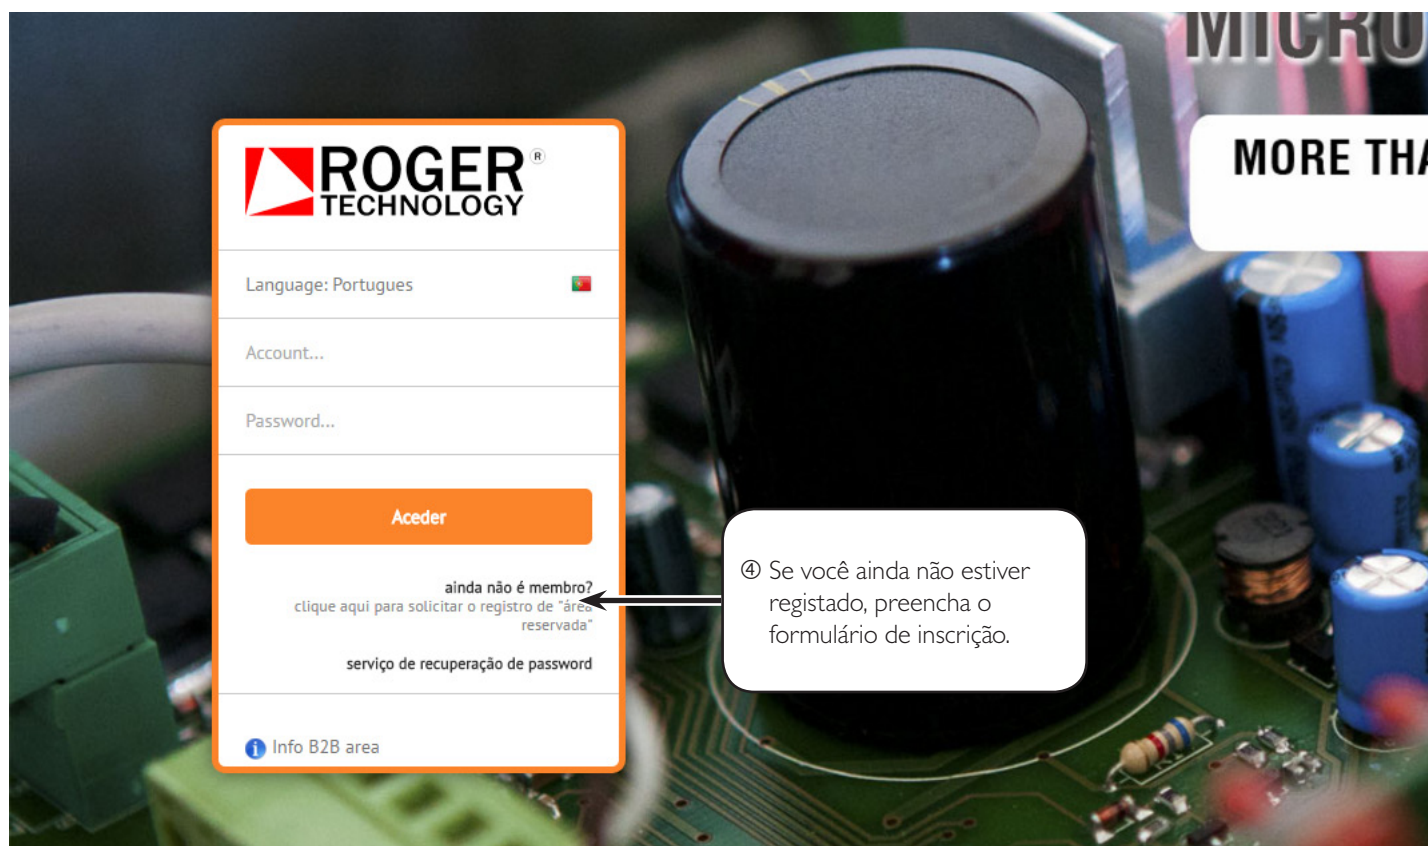 MICRO
MORE THA
ROGER®
TECHNOLOGY
Language: Portugues
Account...
Password...
Aceder
ainda não é membro?
clique aqui para solicitar o registro de "área
reservada"
serviço de recuperação de password
Info B2B area
④ Se você ainda não estiver
registado, preencha o
formulário de inscrição.